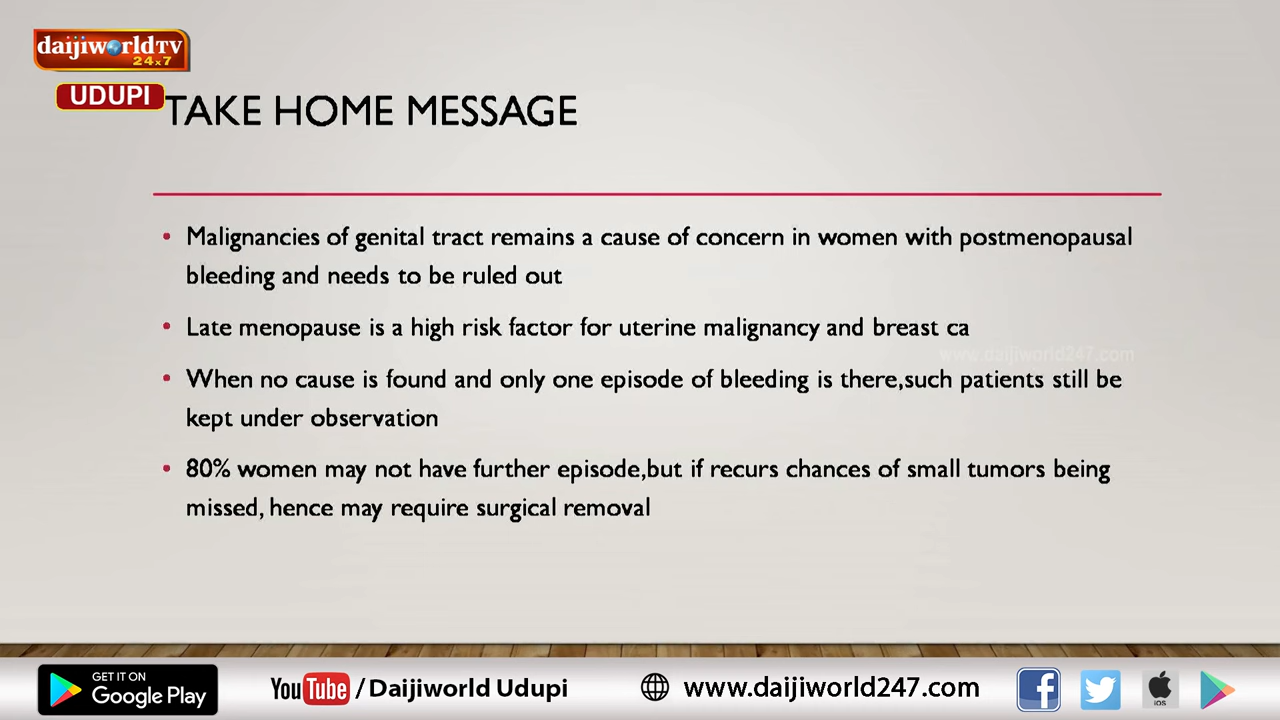 daijiworldTV
24x7
UDUPI
TAKE HOME MESSAGE
• Malignancies of genital tract remains a cause of concern in women with postmenopausal
bleeding and needs to be ruled out
• Late menopause is a high risk factor for uterine malignancy and breast ca
www.daijiworld247.com
• When no cause is found and only one episode of bleeding is there,such patients still be
kept under observation
• 80% women may not have further episode,but if recurs chances of small tumors being
missed, hence may require surgical removal
GET IT ON
Google Play
YouTube /Daijiworld Udupi
www.daijiworld247.com
iOS